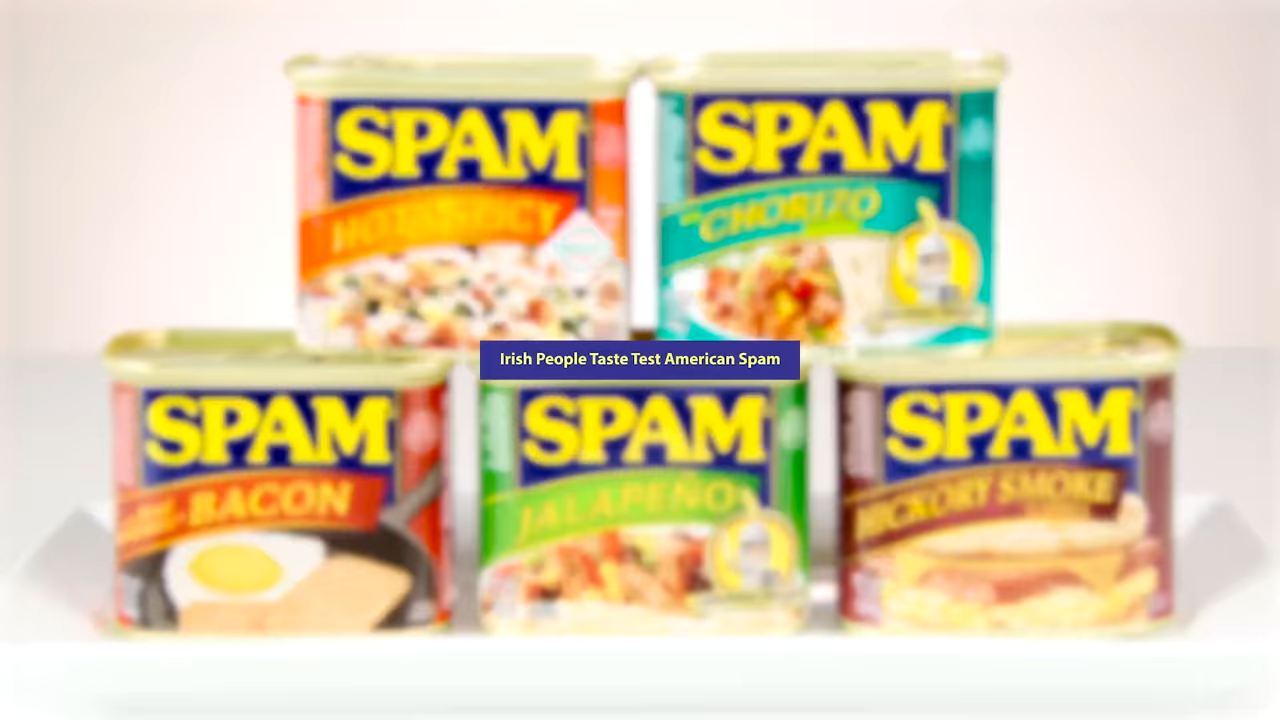 SPAM
HOT & SPICY
SPAM
CHORIZO
Irish People Taste Test American Spam
SPAM
BACON
SPAM
JALAPEÑO
SPAM
HICKORY SMOKE